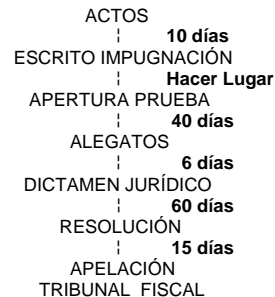 ACTOS
¦ 10 días
ESCRITO IMPUGNACIÓN
¦ Hacer Lugar
APERTURA PRUEBA
¦ 40 días
ALEGATOS
¦ 6 días
DICTAMEN JURÍDICO
¦ 60 días
RESOLUCIÓN
¦ 15 días
APELACIÓN
TRIBUNAL FISCAL